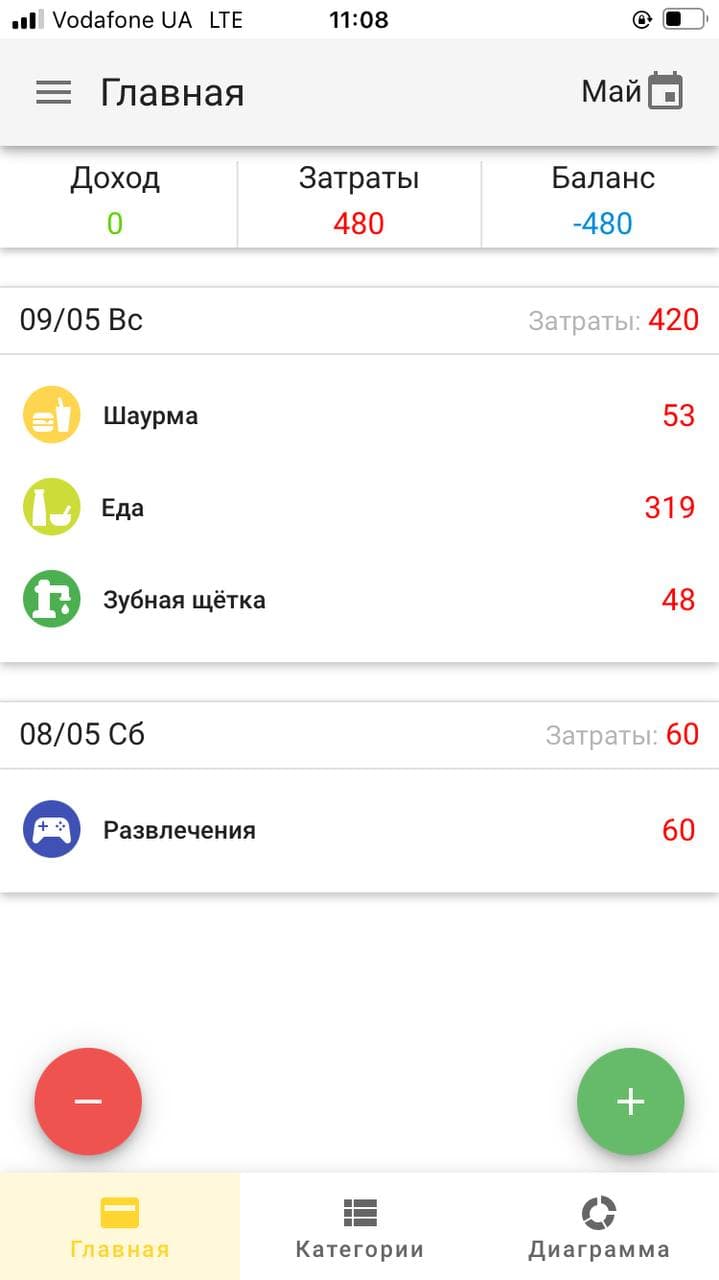 Vodafone UA LTE 11:08
Главная Май
Доход Затраты Баланс
0 480 -480
09/05 Вс Затраты: 420
Шаурма 53
Еда 319
Зубная щётка 48
08/05 Сб Затраты: 60
Развлечения 60
− +
Главная Категории Диаграмма